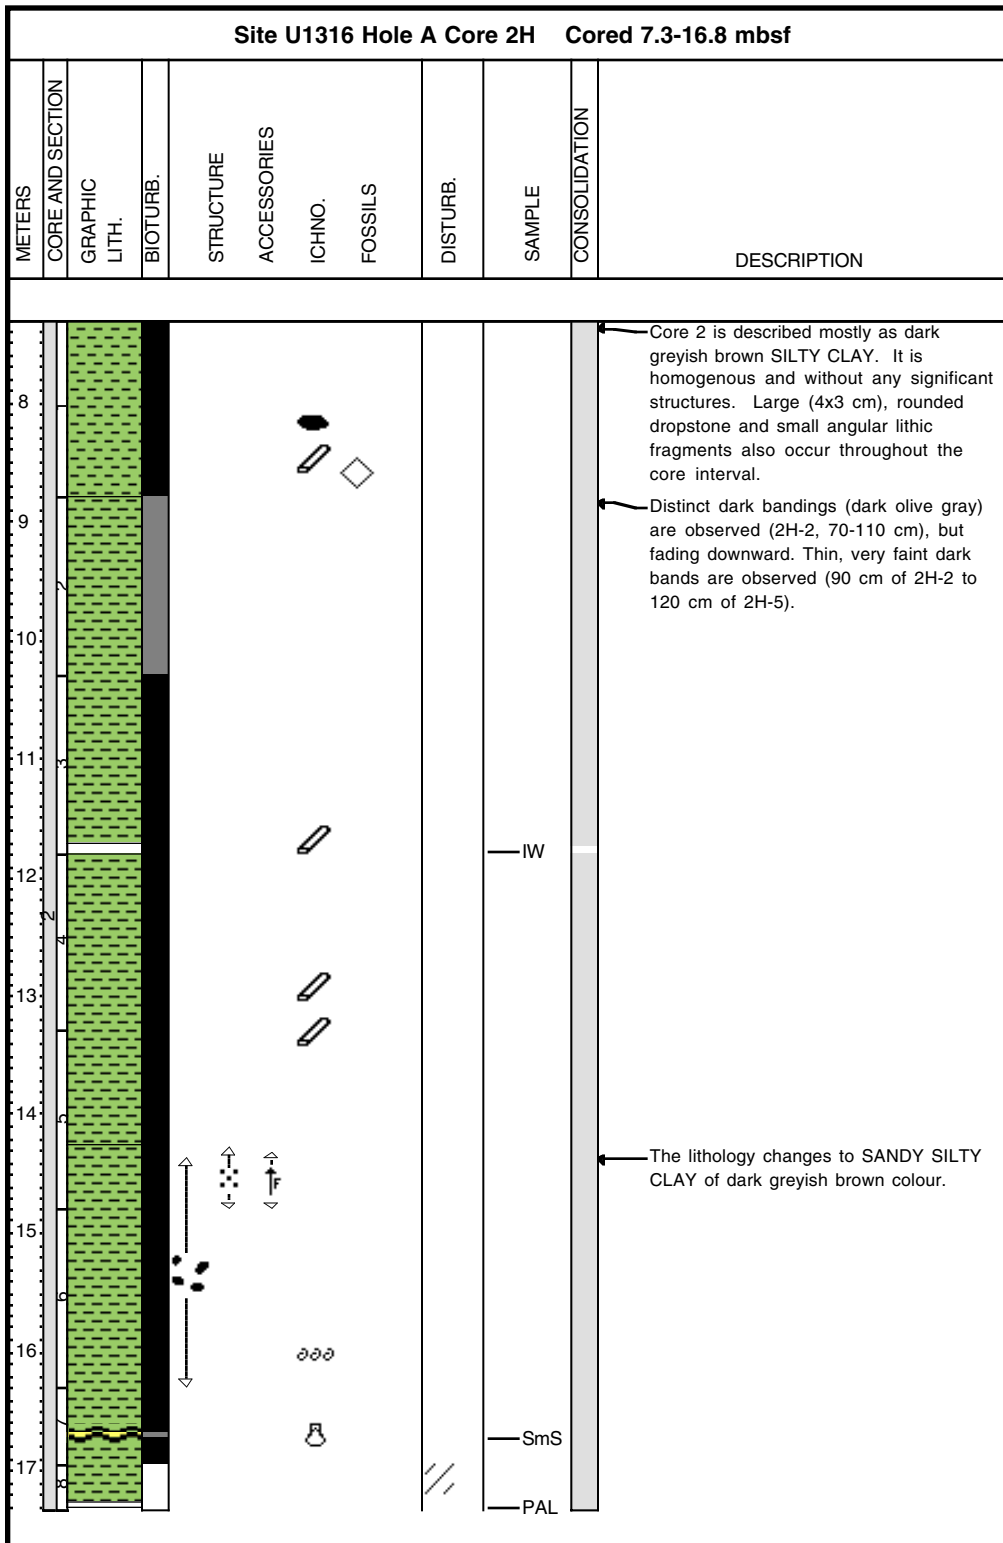 Site U1316 Hole A Core 2H Cored 7.3-16.8 mbsf
METERS
CORE AND SECTION
GRAPHIC
LITH.
BIOTURB.
STRUCTURE
ACCESSORIES
ICHNO.
FOSSILS
DISTURB.
SAMPLE
CONSOLIDATION
DESCRIPTION
Core 2 is described mostly as dark
greyish brown SILTY CLAY. It is
homogenous and without any significant
structures. Large (4x3 cm), rounded
dropstone and small angular lithic
fragments also occur throughout the
core interval.
8
Distinct dark bandings (dark olive gray)
are observed (2H-2, 70-110 cm), but
fading downward. Thin, very faint dark
bands are observed (90 cm of 2H-2 to
120 cm of 2H-5).
9
2
10
11
3
IW
12
2
4
13
14
5
The lithology changes to SANDY SILTY
CLAY of dark greyish brown colour.
F
15
6
16
7
SmS
17
8
PAL